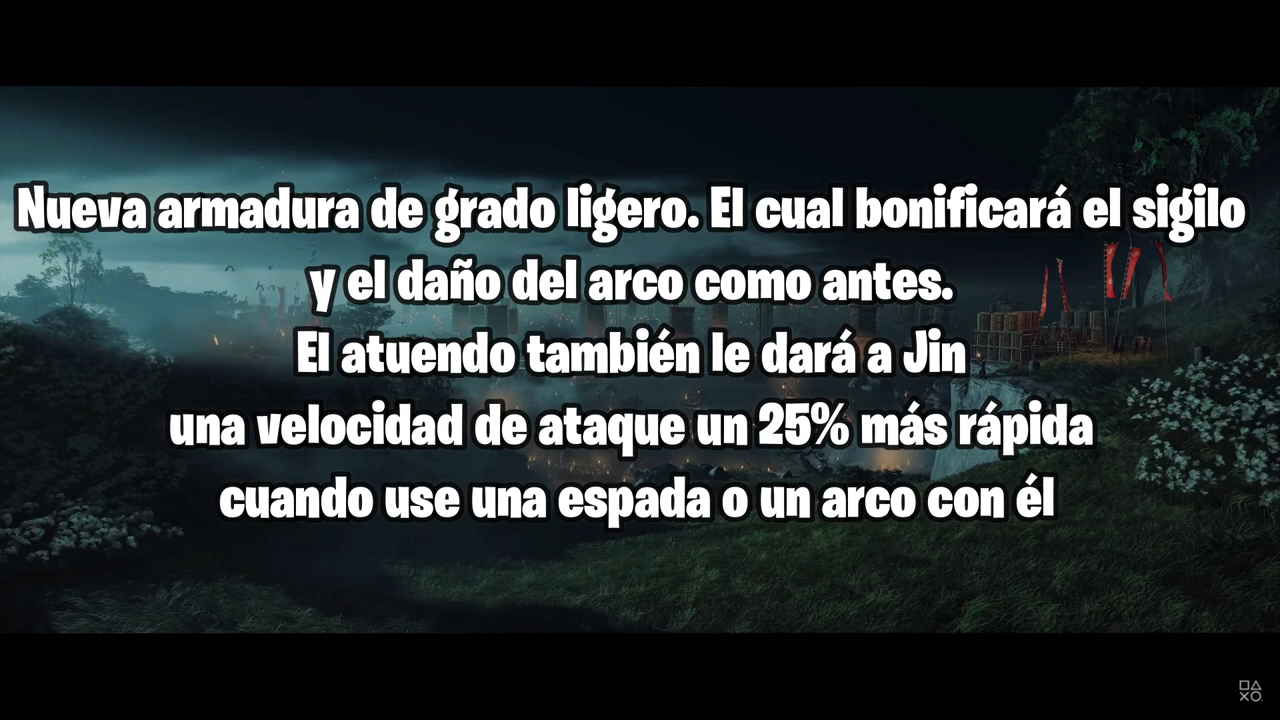 Nueva armadura de grado ligero. El cual bonificará el sigilo
y el daño del arco como antes.
El atuendo también le dará a Jin
una velocidad de ataque un 25% más rápida
cuando use una espada o un arco con él